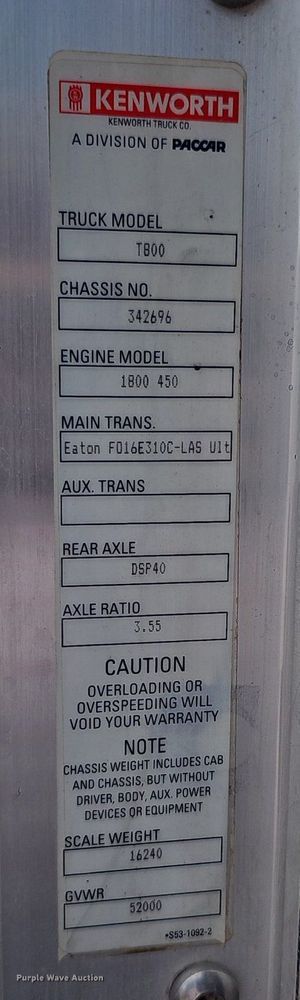 KENWORTH
KENWORTH TRUCK CO.
A DIVISION OF PACCAR
TRUCK MODEL
T800
CHASSIS NO.
342696
ENGINE MODEL
1800 450
MAIN TRANS.
Eaton FO16E310C-LAS Ult
AUX. TRANS
REAR AXLE
DSP40
AXLE RATIO
3.55
CAUTION
OVERLOADING OR
OVERSPEEDING WILL
VOID YOUR WARRANTY
NOTE
CHASSIS WEIGHT INCLUDES CAB
AND CHASSIS, BUT WITHOUT
DRIVER, BODY, AUX. POWER
DEVICES OR EQUIPMENT
SCALE WEIGHT
16240
GVWR
52000
*S53-1092-2
Purple Wave Auction